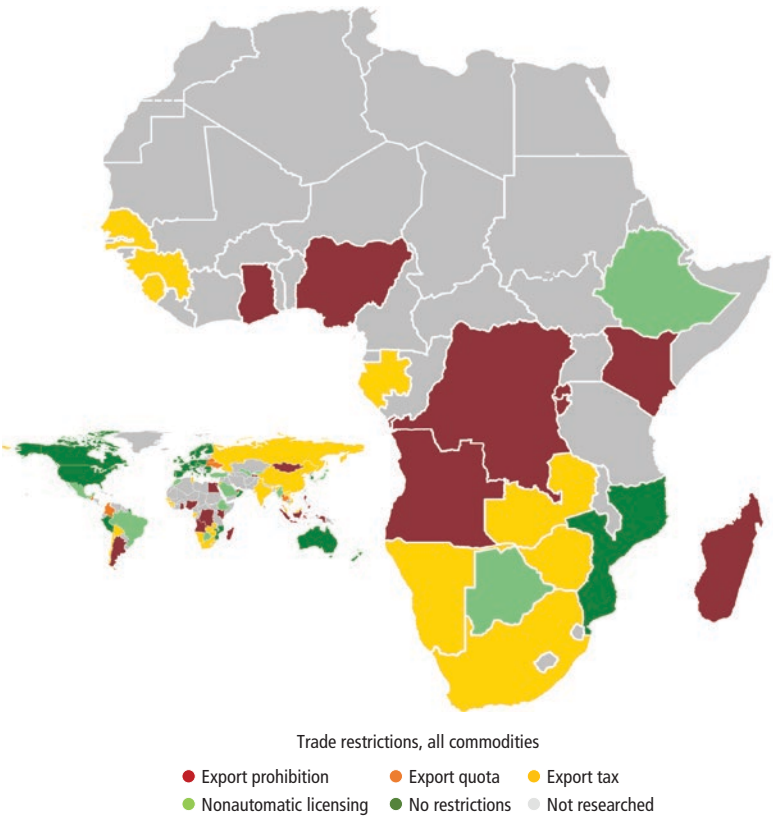 Trade restrictions, all commodities
Export prohibition Export quota Export tax
Nonautomatic licensing No restrictions Not researched